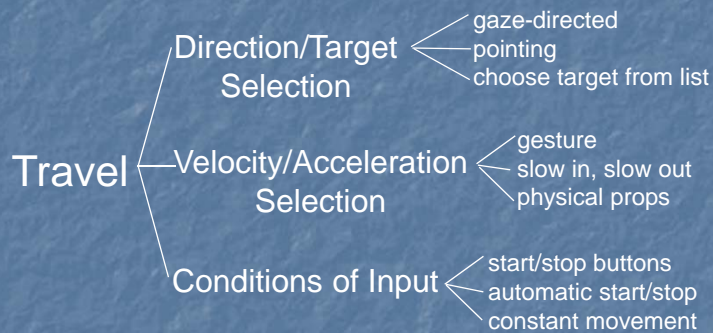 Travel
Direction/Target
Selection
gaze-directed
pointing
choose target from list
Velocity/Acceleration
Selection
gesture
slow in, slow out
physical props
Conditions of Input
start/stop buttons
automatic start/stop
constant movement